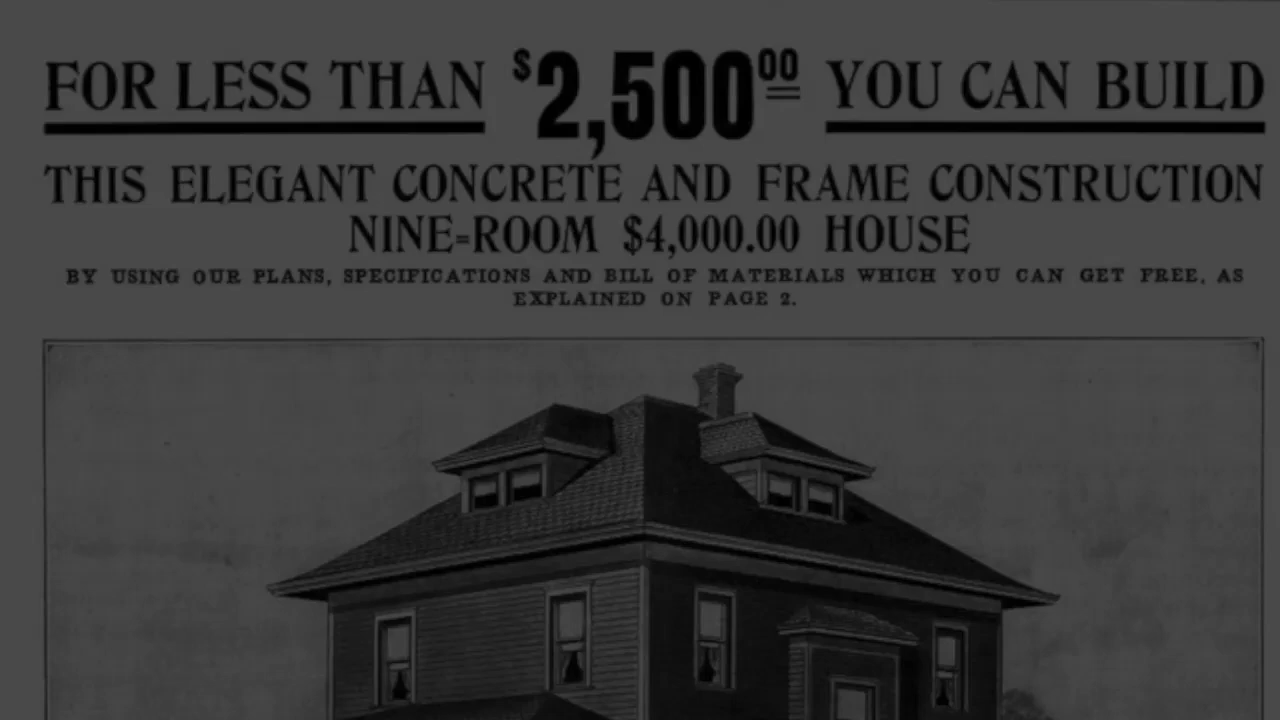 FOR LESS THAN $2,50000 YOU CAN BUILD
THIS ELEGANT CONCRETE AND FRAME CONSTRUCTION
NINE=ROOM $4,000.00 HOUSE
BY USING OUR PLANS, SPECIFICATIONS AND BILL OF MATERIALS WHICH YOU CAN GET FREE, AS
EXPLAINED ON PAGE 2.